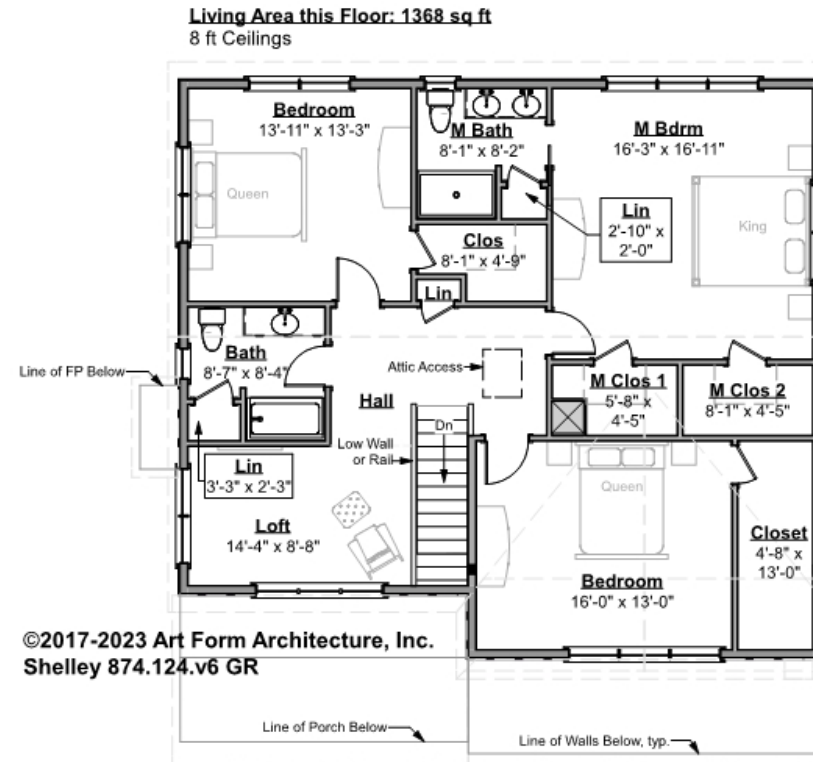 Living Area this Floor: 1368 sq ft
8 ft Ceilings
Bedroom
13'-11" x 13'-3"
Queen
M Bath
8'-1" x 8'-2"
M Bdrm
16'-3" x 16'-11"
King
Lin
2'-10" x
2'-0"
Clos
8'-1" x 4'-9"
Lin
Bath
8'-7" x 8'-4"
Line of FP Below
Attic Access
Hall
M Clos 1
5'-8" x
4'-5"
M Clos 2
8'-1" x 4'-5"
Dn
Low Wall
or Rail
Lin
3'-3" x 2'-3"
Loft
14'-4" x 8'-8"
Queen
Bedroom
16'-0" x 13'-0"
Closet
4'-8" x
13'-0"
©2017-2023 Art Form Architecture, Inc.
Shelley 874.124.v6 GR
Line of Porch Below
Line of Walls Below, typ.